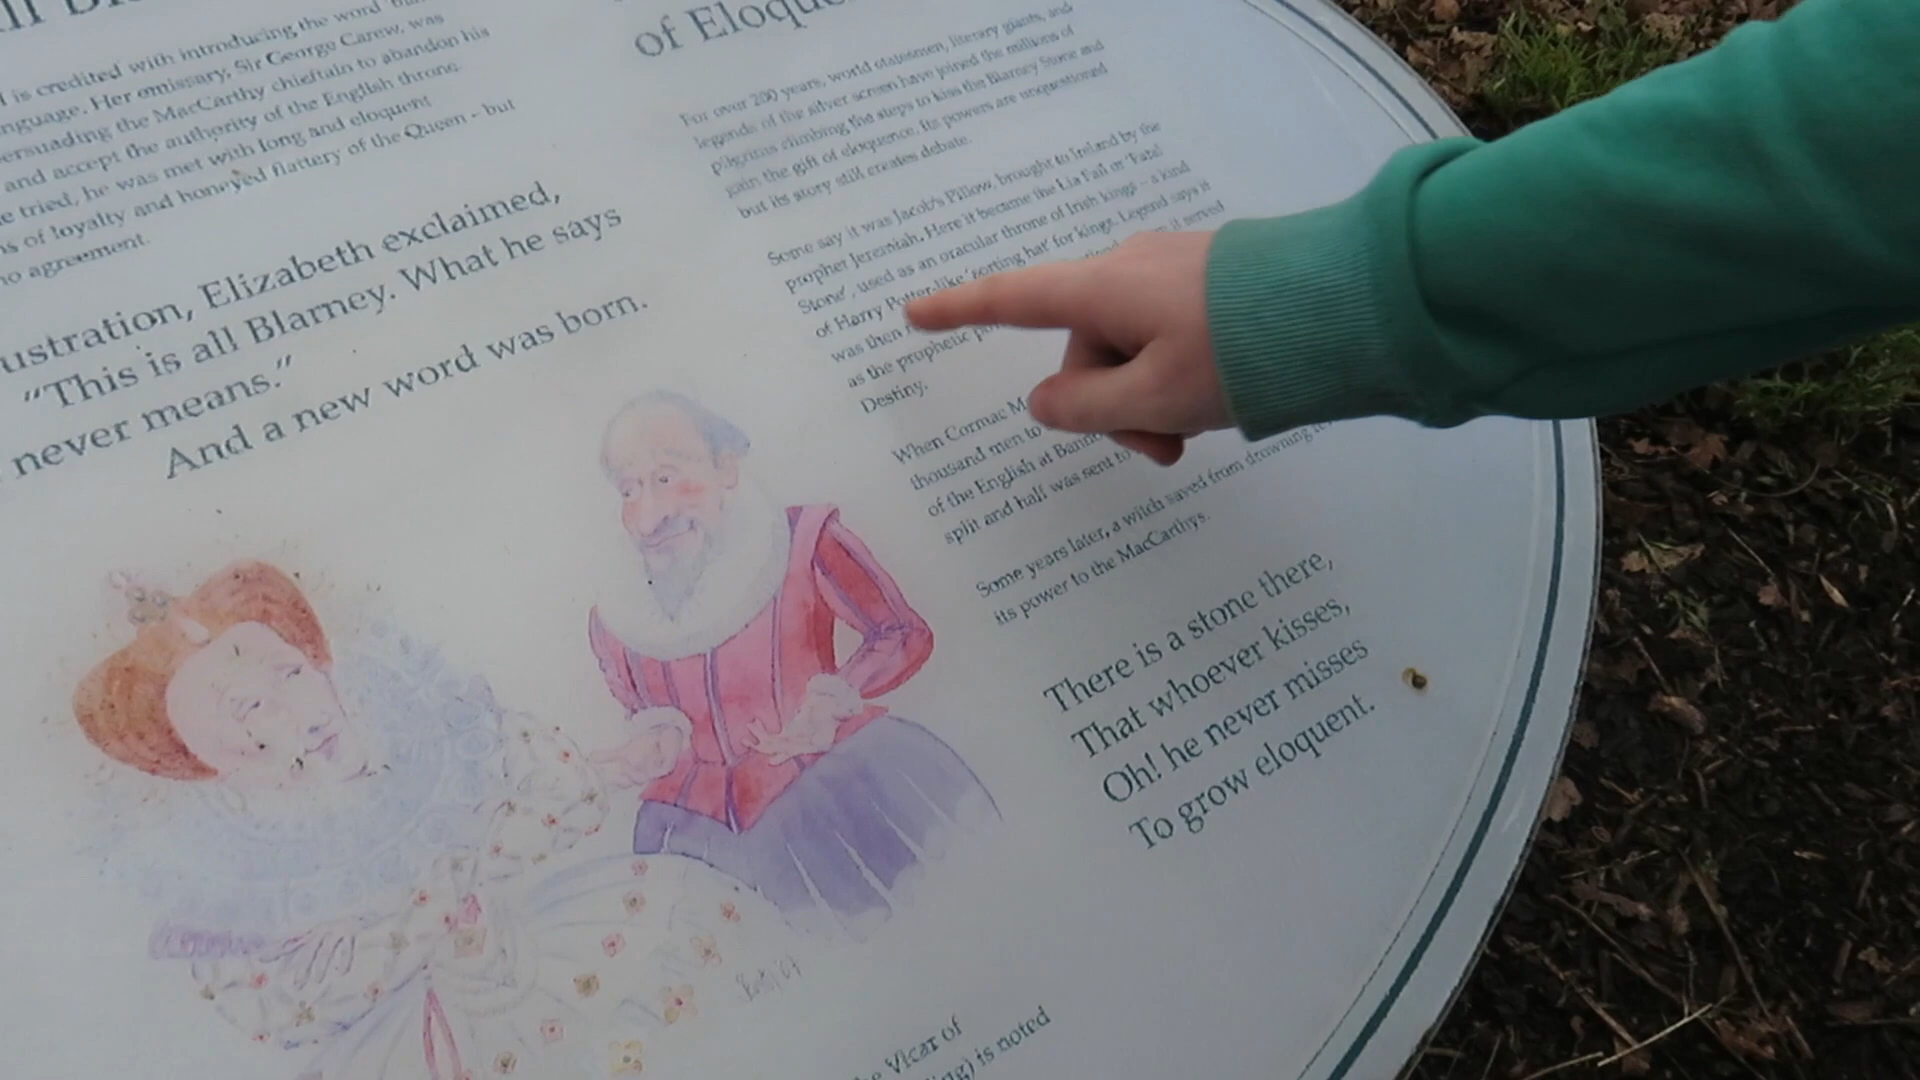 of Eloque
l is credited with introducing the word
nguage. Her emissary, Sir George Carew, was
ersuading the MacCarthy chieftain to abandon his
and accept the authority of the English throne.
e tried, he was met with long and eloquent
ns of loyalty and honeyed flattery of the Queen - but
no agreement.
ustration, Elizabeth exclaimed,
"This is all Blarney. What he says
never means."
And a new word was born.
For over 200 years, world statesmen, literary giants, and
legends of the silver screen have joined the millions of
pilgrims climbing the steps to kiss the Blarney Stone and
gain the gift of eloquence. Its powers are unquestioned
but its story still creates debate.
Some say it was Jacob's Pillow, brought to Ireland by the
prophet Jeremiah. Here it became the Lia Fail or 'Fatal
Stone', used as an oracular throne of Irish kings – a kind
of Harry Potter-like 'sorting hat' for kings. Legend says it
was then it served
as the prophetic
Destiny.
When Cormac M
thousand men to
of the English at Banno
split and half was sent to
Some years later, a witch saved from drowning
its power to the MacCarthys.
There is a stone there,
That whoever kisses,
Oh! he never misses
To grow eloquent.
Vicar of
ing) is noted